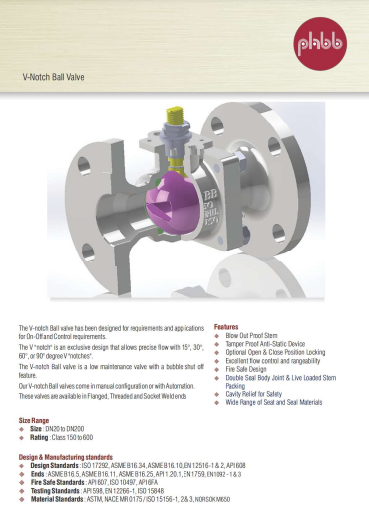 phbb
V-Notch Ball Valve
BB
The V-notch Ball valve has been designed for requirements and applications
for On-Off and Control requirements.
The V "notch" is an exclusive design that allows precise flow with 15°, 30°,
60°, or 90° degree V "notches".
The V-notch Ball valve is a low maintenance valve with a bubble shut off
feature.
Our V-notch Ball valves come in manual configuration or with Automation.
These valves are available in Flanged, Threaded and Socket Weld ends
Features
Blow Out Proof Stem
Tamper Proof Anti-Static Device
Optional Open & Close Position Locking
Excellent flow control and rangeability
Fire Safe Design
Double Seal Body Joint & Live Loaded Stem
Packing
Cavity Relief for Safety
Wide Range of Seat and Seal Materials
Size Range
Size : DN20 to DN200
Rating : Class 150 to 600
Design & Manufacturing standards
Design Standards : ISO 17292, ASME B16.34, ASME B16.10, EN 12516-1 & 2, API 608
Ends : ASME B16.5, ASME B16.11, ASME B16.25, API 1.20.1, EN 1759, EN1092 -1 & 3
Fire Safe Standards : API 607, ISO 10497, API 6FA
Testing Standards : API 598, EN 12266-1, ISO 15848
Material Standards : ASTM, NACE MR 0175 / ISO 15156-1, 2& 3, NORSOK M650